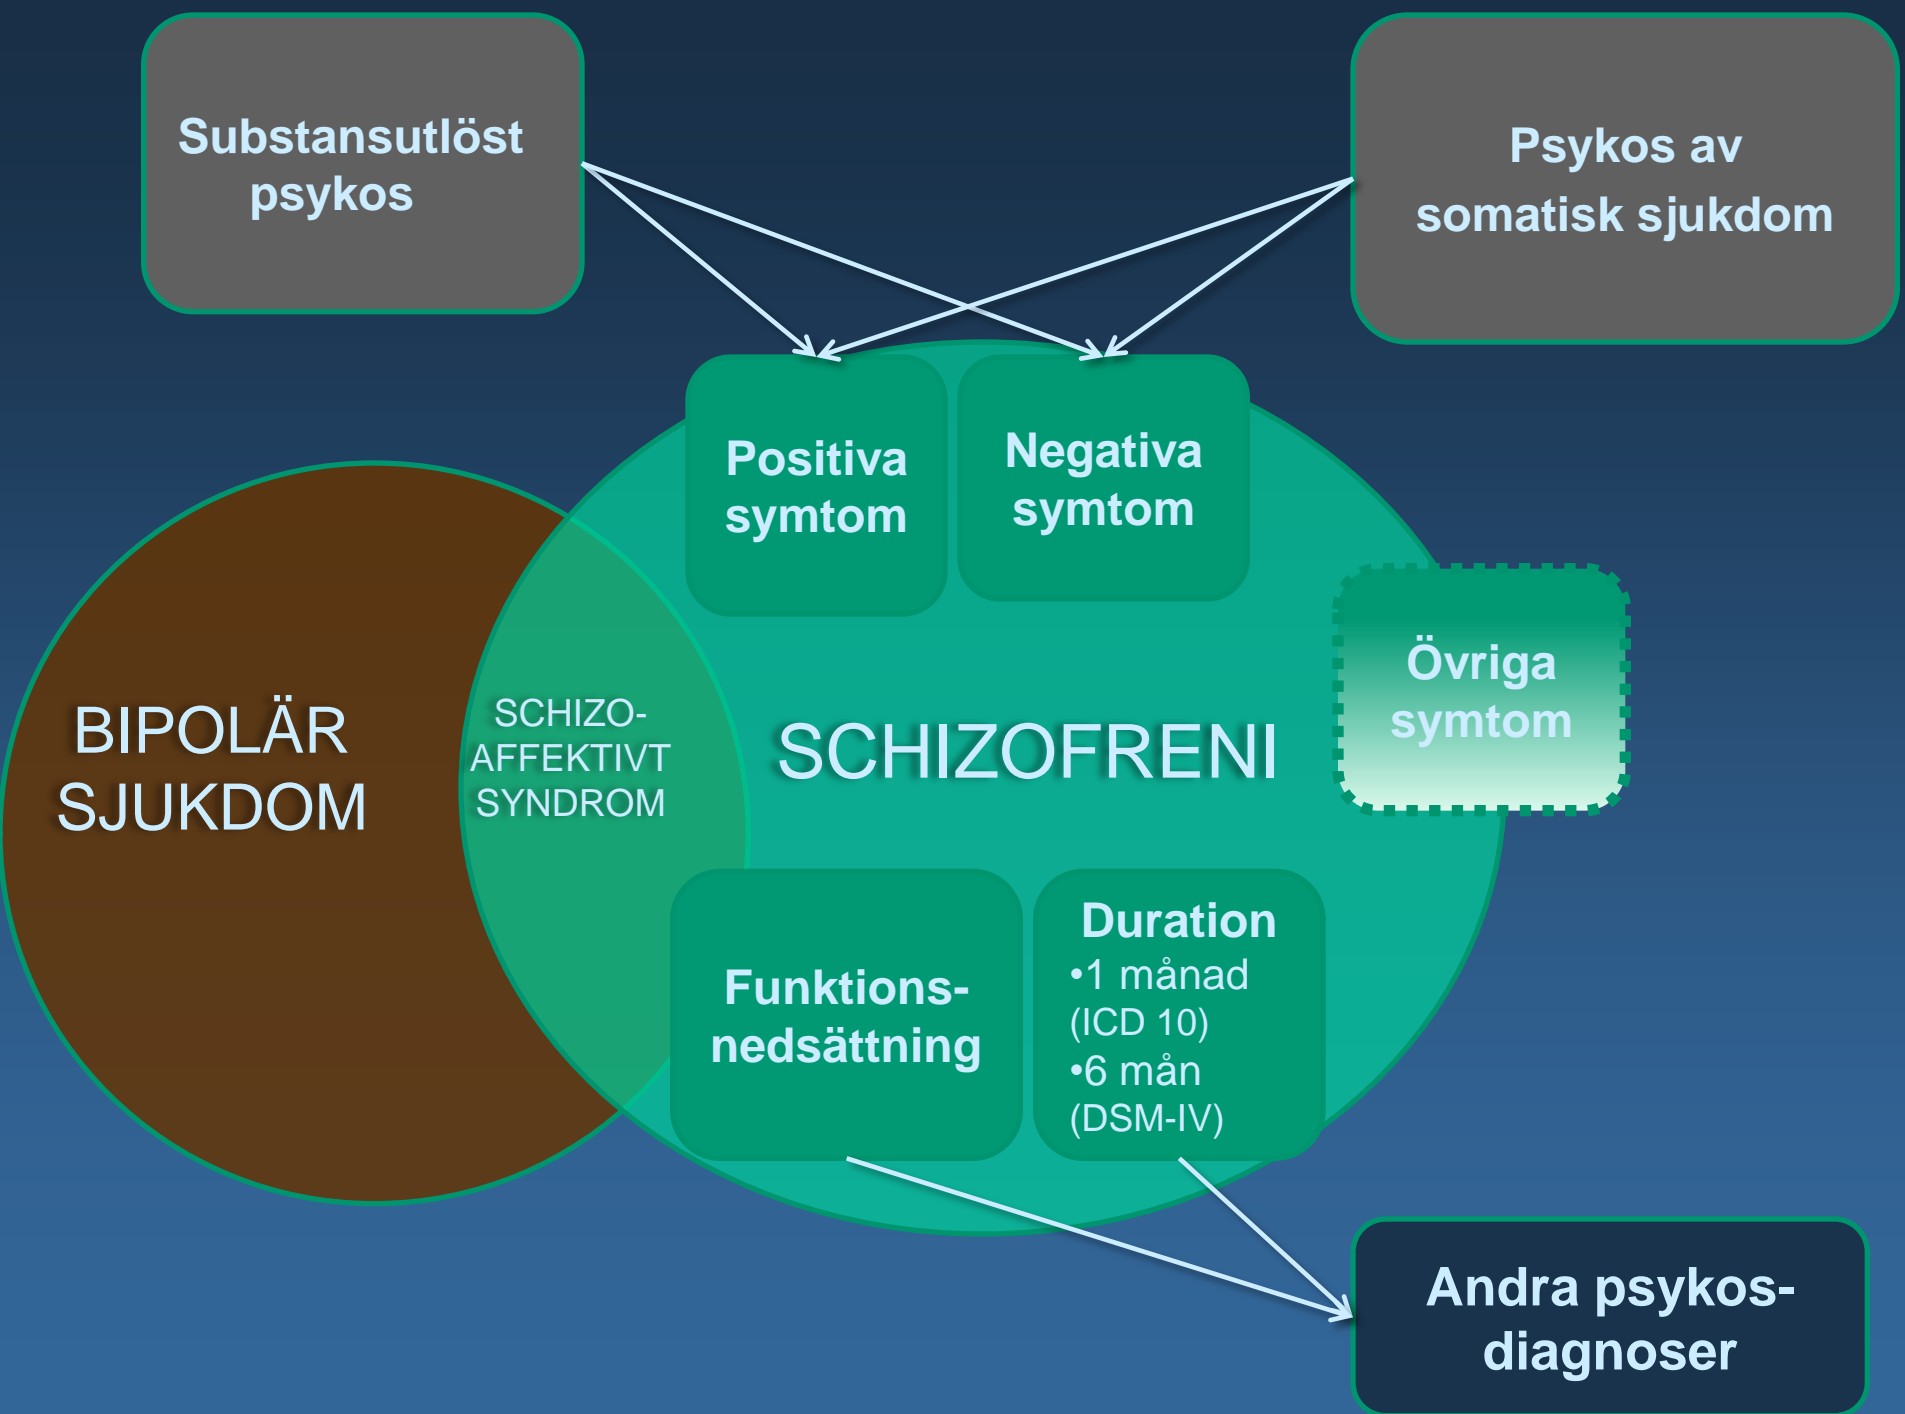 Substansutlöst
psykos
Psykos av
somatisk sjukdom
Positiva
symtom
Negativa
symtom
Övriga
symtom
BIPOLÄR
SJUKDOM
SCHIZO-
AFFEKTIVT
SYNDROM
SCHIZOFRENI
Funktions-
nedsättning
Duration
•1 månad
(ICD 10)
•6 mån
(DSM-IV)
Andra psykos-
diagnoser